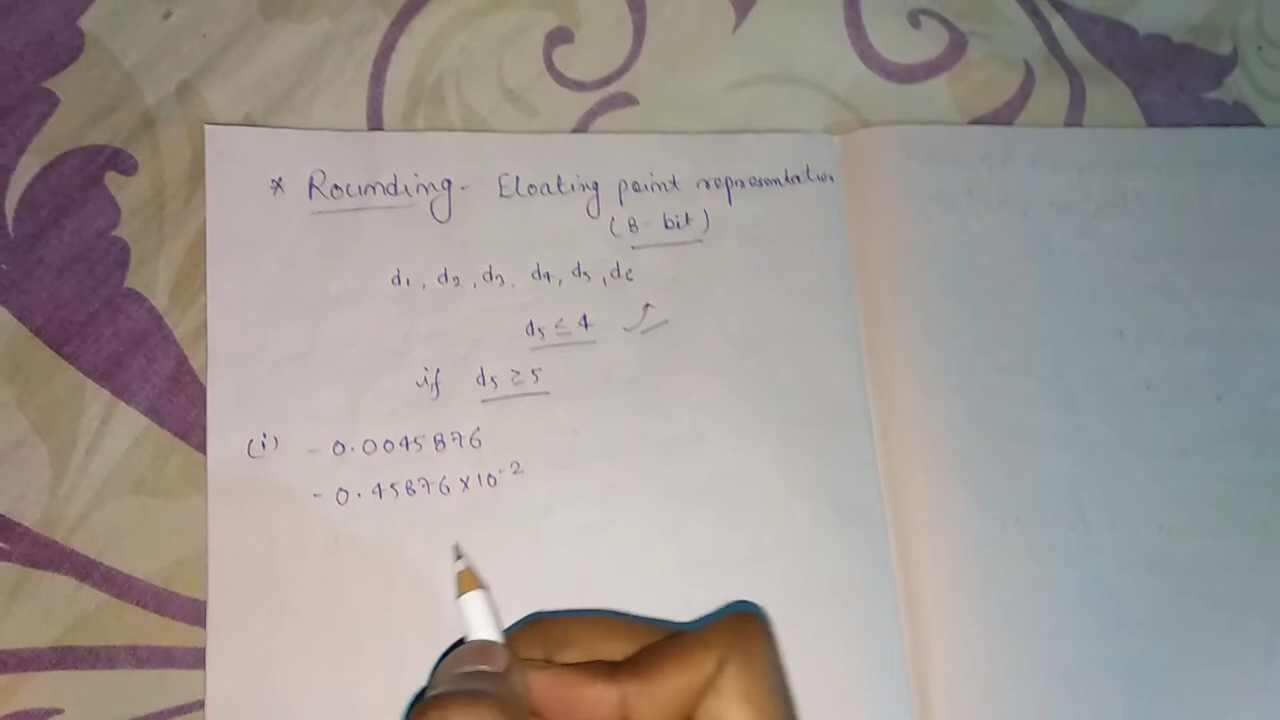 * Rounding - Floating point representation
(8 - bit)
d₁, d₂, d₃, d₄, d₅, d₆
d₅ ≤ 4
if d₅ ≥ 5
(i) - 0.0045876
- 0.45876 × 10⁻²